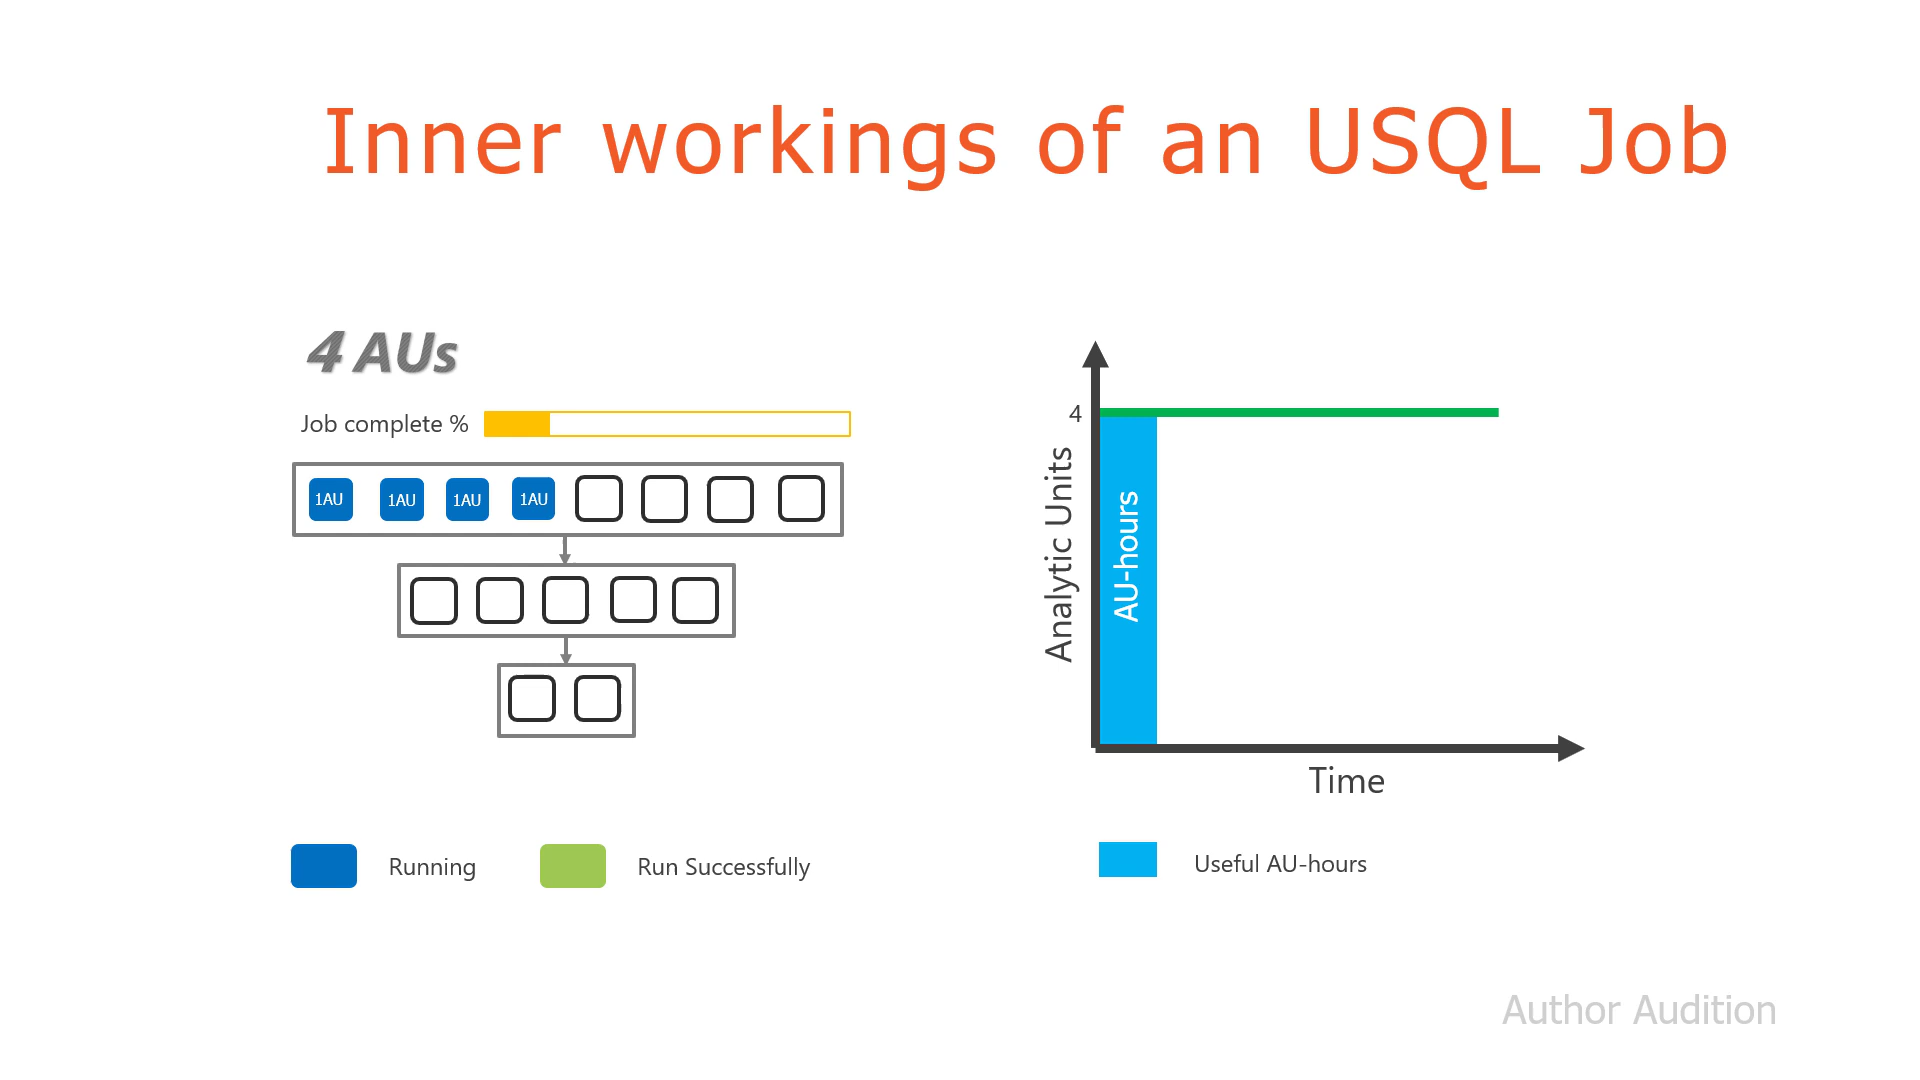 Inner workings of an USQL Job
4 AUs
Job complete %
1AU 1AU 1AU 1AU
Running
Run Successfully
4
Analytic Units
AU-hours
Time
Useful AU-hours
Author Audition